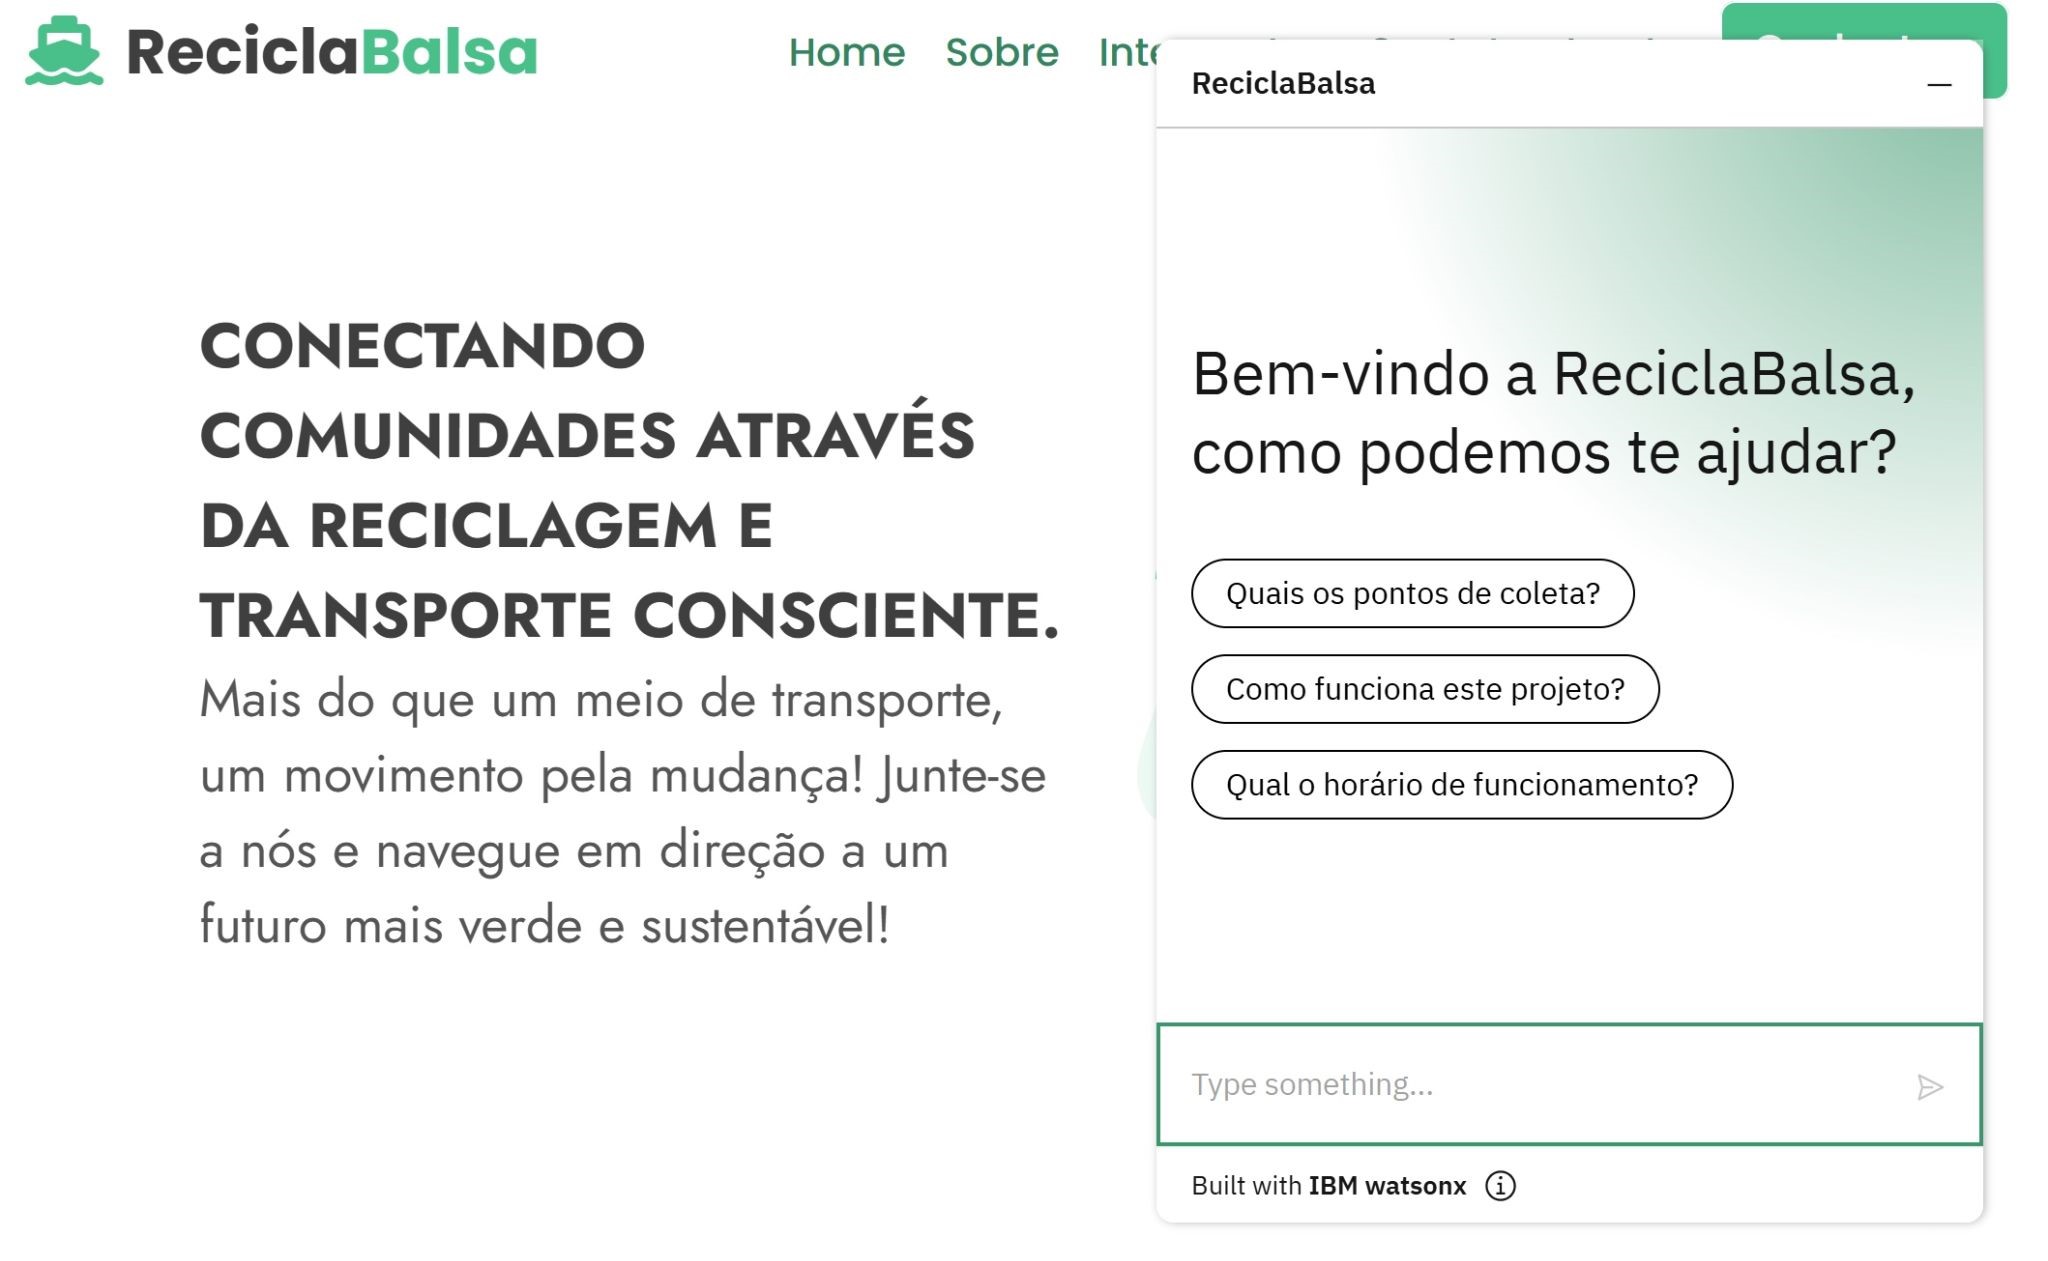 ReciclaBalsa
Home Sobre
ReciclaBalsa
CONECTANDO
COMUNIDADES ATRAVÉS
DA RECICLAGEM E
TRANSPORTE CONSCIENTE.
Mais do que um meio de transporte,
um movimento pela mudança! Junte-se
a nós e navegue em direção a um
futuro mais verde e sustentável!
Bem-vindo a ReciclaBalsa,
como podemos te ajudar?
Quais os pontos de coleta?
Como funciona este projeto?
Qual o horário de funcionamento?
Type something...
Built with IBM watsonx